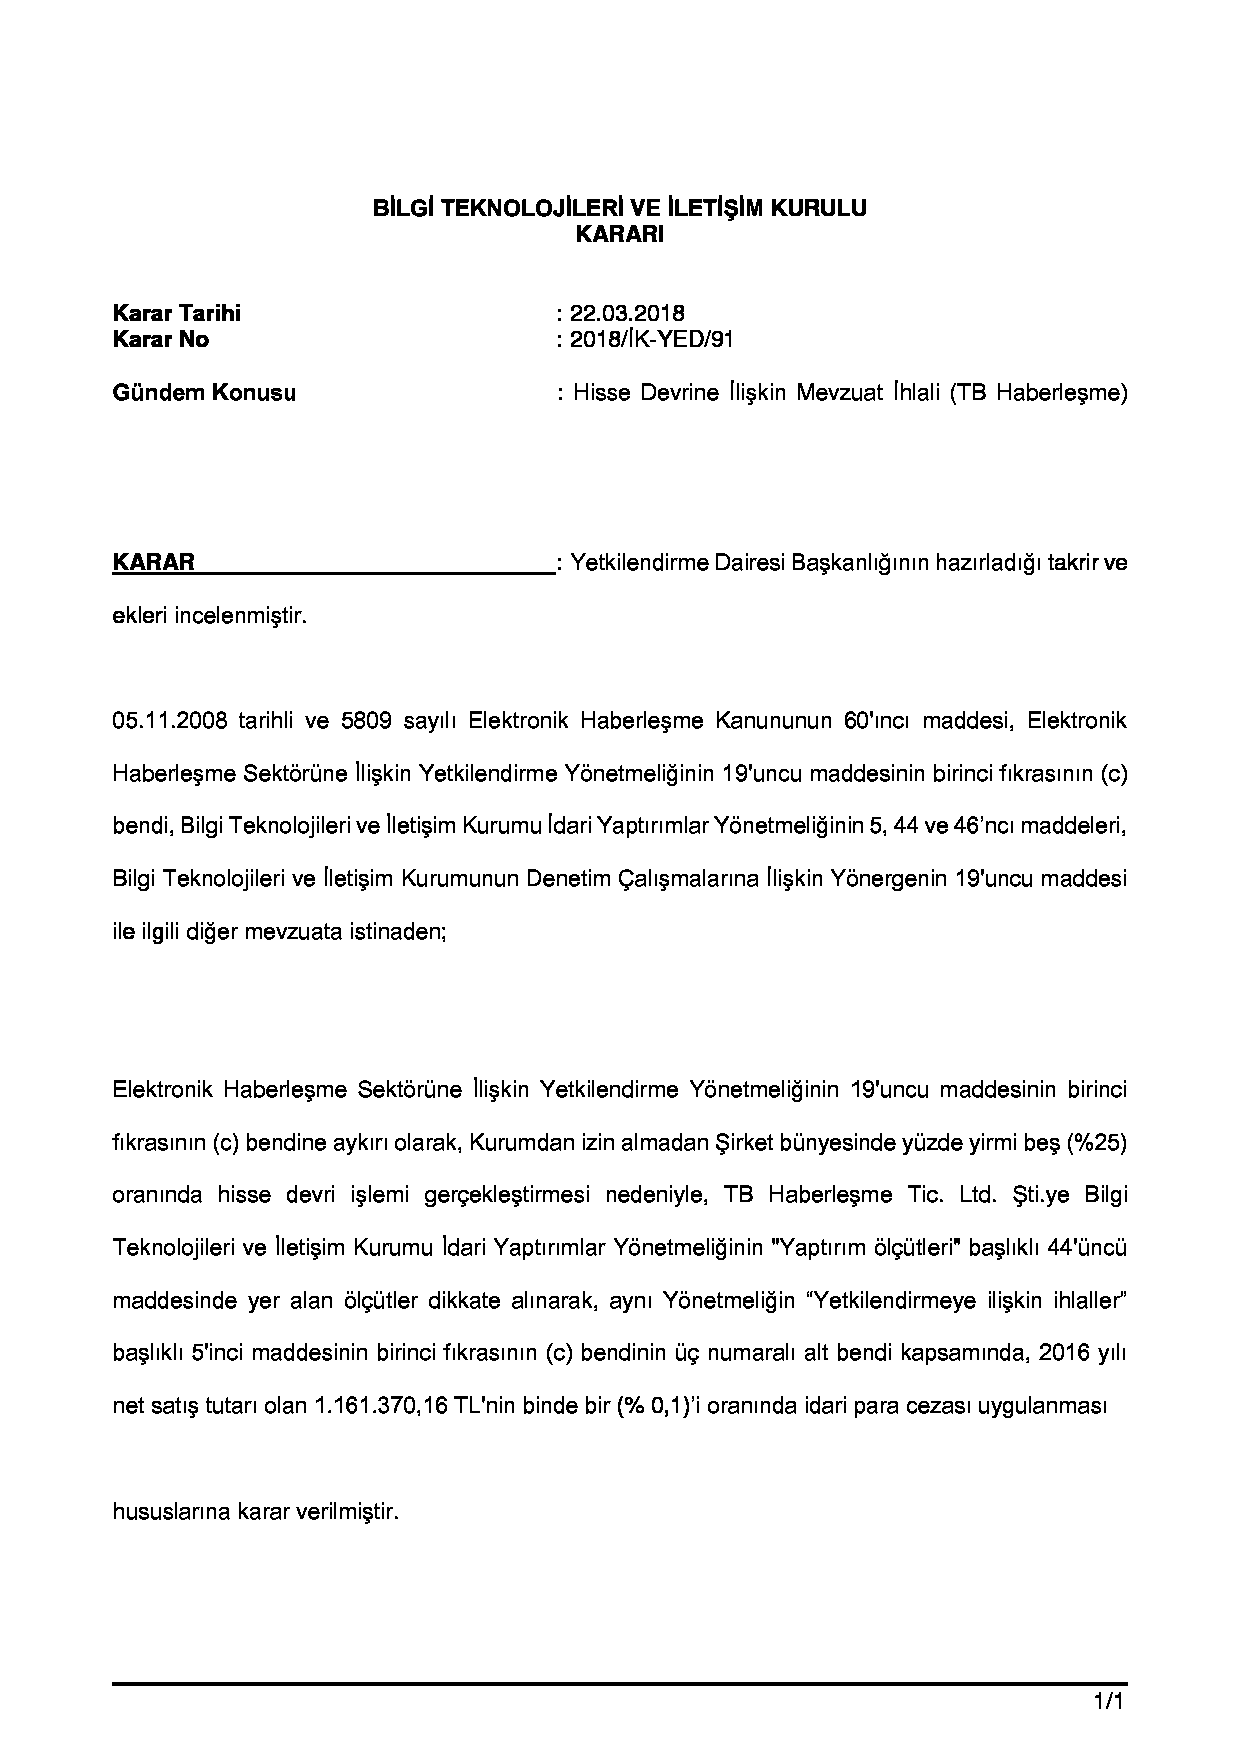 BİLGİ TEKNOLOJİLERİ VE İLETİŞİM KURULU
KARARI
Karar Tarihi : 22.03.2018
Karar No : 2018/İK-YED/91
Gündem Konusu : Hisse Devrine İlişkin Mevzuat İhlali (TB Haberleşme)
KARAR : Yetkilendirme Dairesi Başkanlığının hazırladığı takrir ve
ekleri incelenmiştir.
05.11.2008 tarihli ve 5809 sayılı Elektronik Haberleşme Kanununun 60'ıncı maddesi, Elektronik
Haberleşme Sektörüne İlişkin Yetkilendirme Yönetmeliğinin 19'uncu maddesinin birinci fıkrasının (c)
bendi, Bilgi Teknolojileri ve İletişim Kurumu İdari Yaptırımlar Yönetmeliğinin 5, 44 ve 46’ncı maddeleri,
Bilgi Teknolojileri ve İletişim Kurumunun Denetim Çalışmalarına İlişkin Yönergenin 19'uncu maddesi
ile ilgili diğer mevzuata istinaden;
Elektronik Haberleşme Sektörüne İlişkin Yetkilendirme Yönetmeliğinin 19'uncu maddesinin birinci
fıkrasının (c) bendine aykırı olarak, Kurumdan izin almadan Şirket bünyesinde yüzde yirmi beş (%25)
oranında hisse devri işlemi gerçekleştirmesi nedeniyle, TB Haberleşme Tic. Ltd. Şti.ye Bilgi
Teknolojileri ve İletişim Kurumu İdari Yaptırımlar Yönetmeliğinin "Yaptırım ölçütleri" başlıklı 44'üncü
maddesinde yer alan ölçütler dikkate alınarak, aynı Yönetmeliğin “Yetkilendirmeye ilişkin ihlaller”
başlıklı 5'inci maddesinin birinci fıkrasının (c) bendinin üç numaralı alt bendi kapsamında, 2016 yılı
net satış tutarı olan 1.161.370,16 TL'nin binde bir (% 0,1)’i oranında idari para cezası uygulanması
hususlarına karar verilmiştir.
1/1